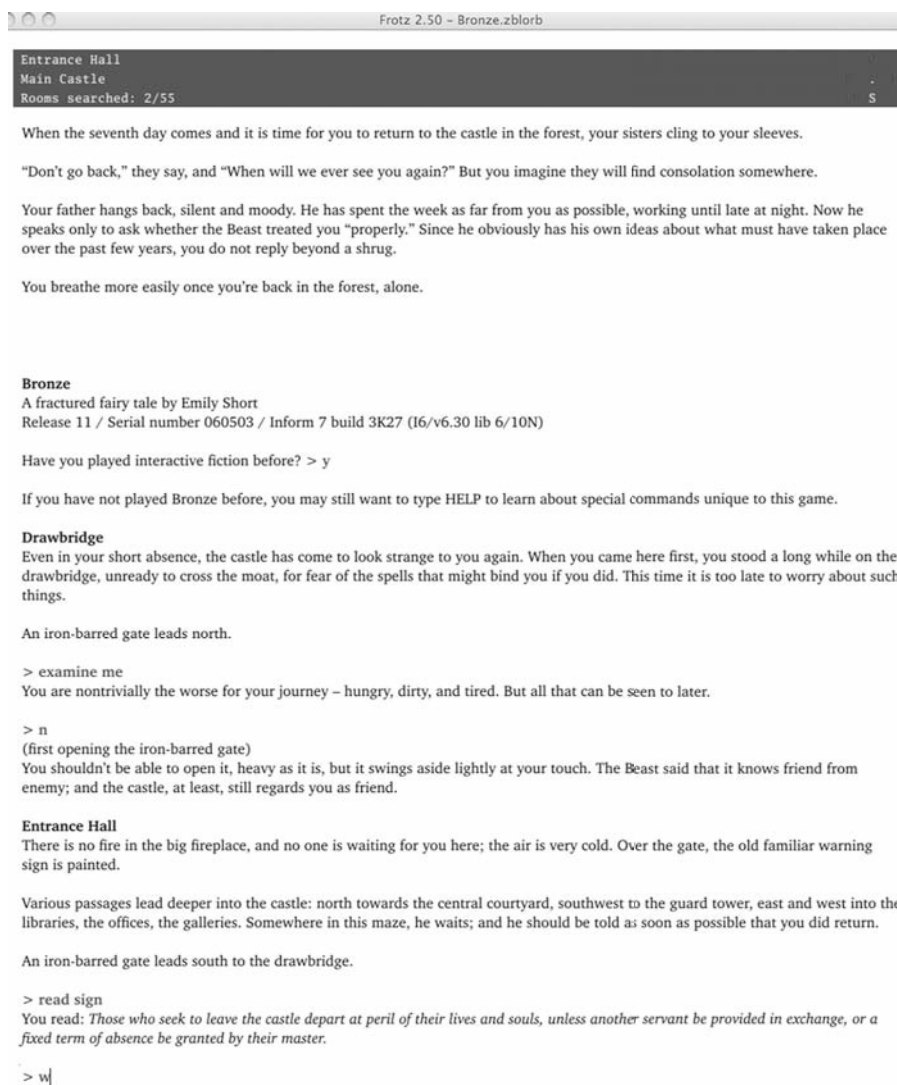 Frotz 2.50 – Bronze.zblorb
Entrance Hall
Main Castle .
Rooms searched: 2/55 S
When the seventh day comes and it is time for you to return to the castle in the forest, your sisters cling to your sleeves.
“Don’t go back,” they say, and “When will we ever see you again?” But you imagine they will find consolation somewhere.
Your father hangs back, silent and moody. He has spent the week as far from you as possible, working until late at night. Now he
speaks only to ask whether the Beast treated you “properly.” Since he obviously has his own ideas about what must have taken place
over the past few years, you do not reply beyond a shrug.
You breathe more easily once you’re back in the forest, alone.
Bronze
A fractured fairy tale by Emily Short
Release 11 / Serial number 060503 / Inform 7 build 3K27 (I6/v6.30 lib 6/10N)
Have you played interactive fiction before? > y
If you have not played Bronze before, you may still want to type HELP to learn about special commands unique to this game.
Drawbridge
Even in your short absence, the castle has come to look strange to you again. When you came here first, you stood a long while on the
drawbridge, unready to cross the moat, for fear of the spells that might bind you if you did. This time it is too late to worry about such
things.
An iron-barred gate leads north.
> examine me
You are nontrivially the worse for your journey – hungry, dirty, and tired. But all that can be seen to later.
> n
(first opening the iron-barred gate)
You shouldn’t be able to open it, heavy as it is, but it swings aside lightly at your touch. The Beast said that it knows friend from
enemy; and the castle, at least, still regards you as friend.
Entrance Hall
There is no fire in the big fireplace, and no one is waiting for you here; the air is very cold. Over the gate, the old familiar warning
sign is painted.
Various passages lead deeper into the castle: north towards the central courtyard, southwest to the guard tower, east and west into the
libraries, the offices, the galleries. Somewhere in this maze, he waits; and he should be told as soon as possible that you did return.
An iron-barred gate leads south to the drawbridge.
> read sign
You read: Those who seek to leave the castle depart at peril of their lives and souls, unless another servant be provided in exchange, or a
fixed term of absence be granted by their master.
> w